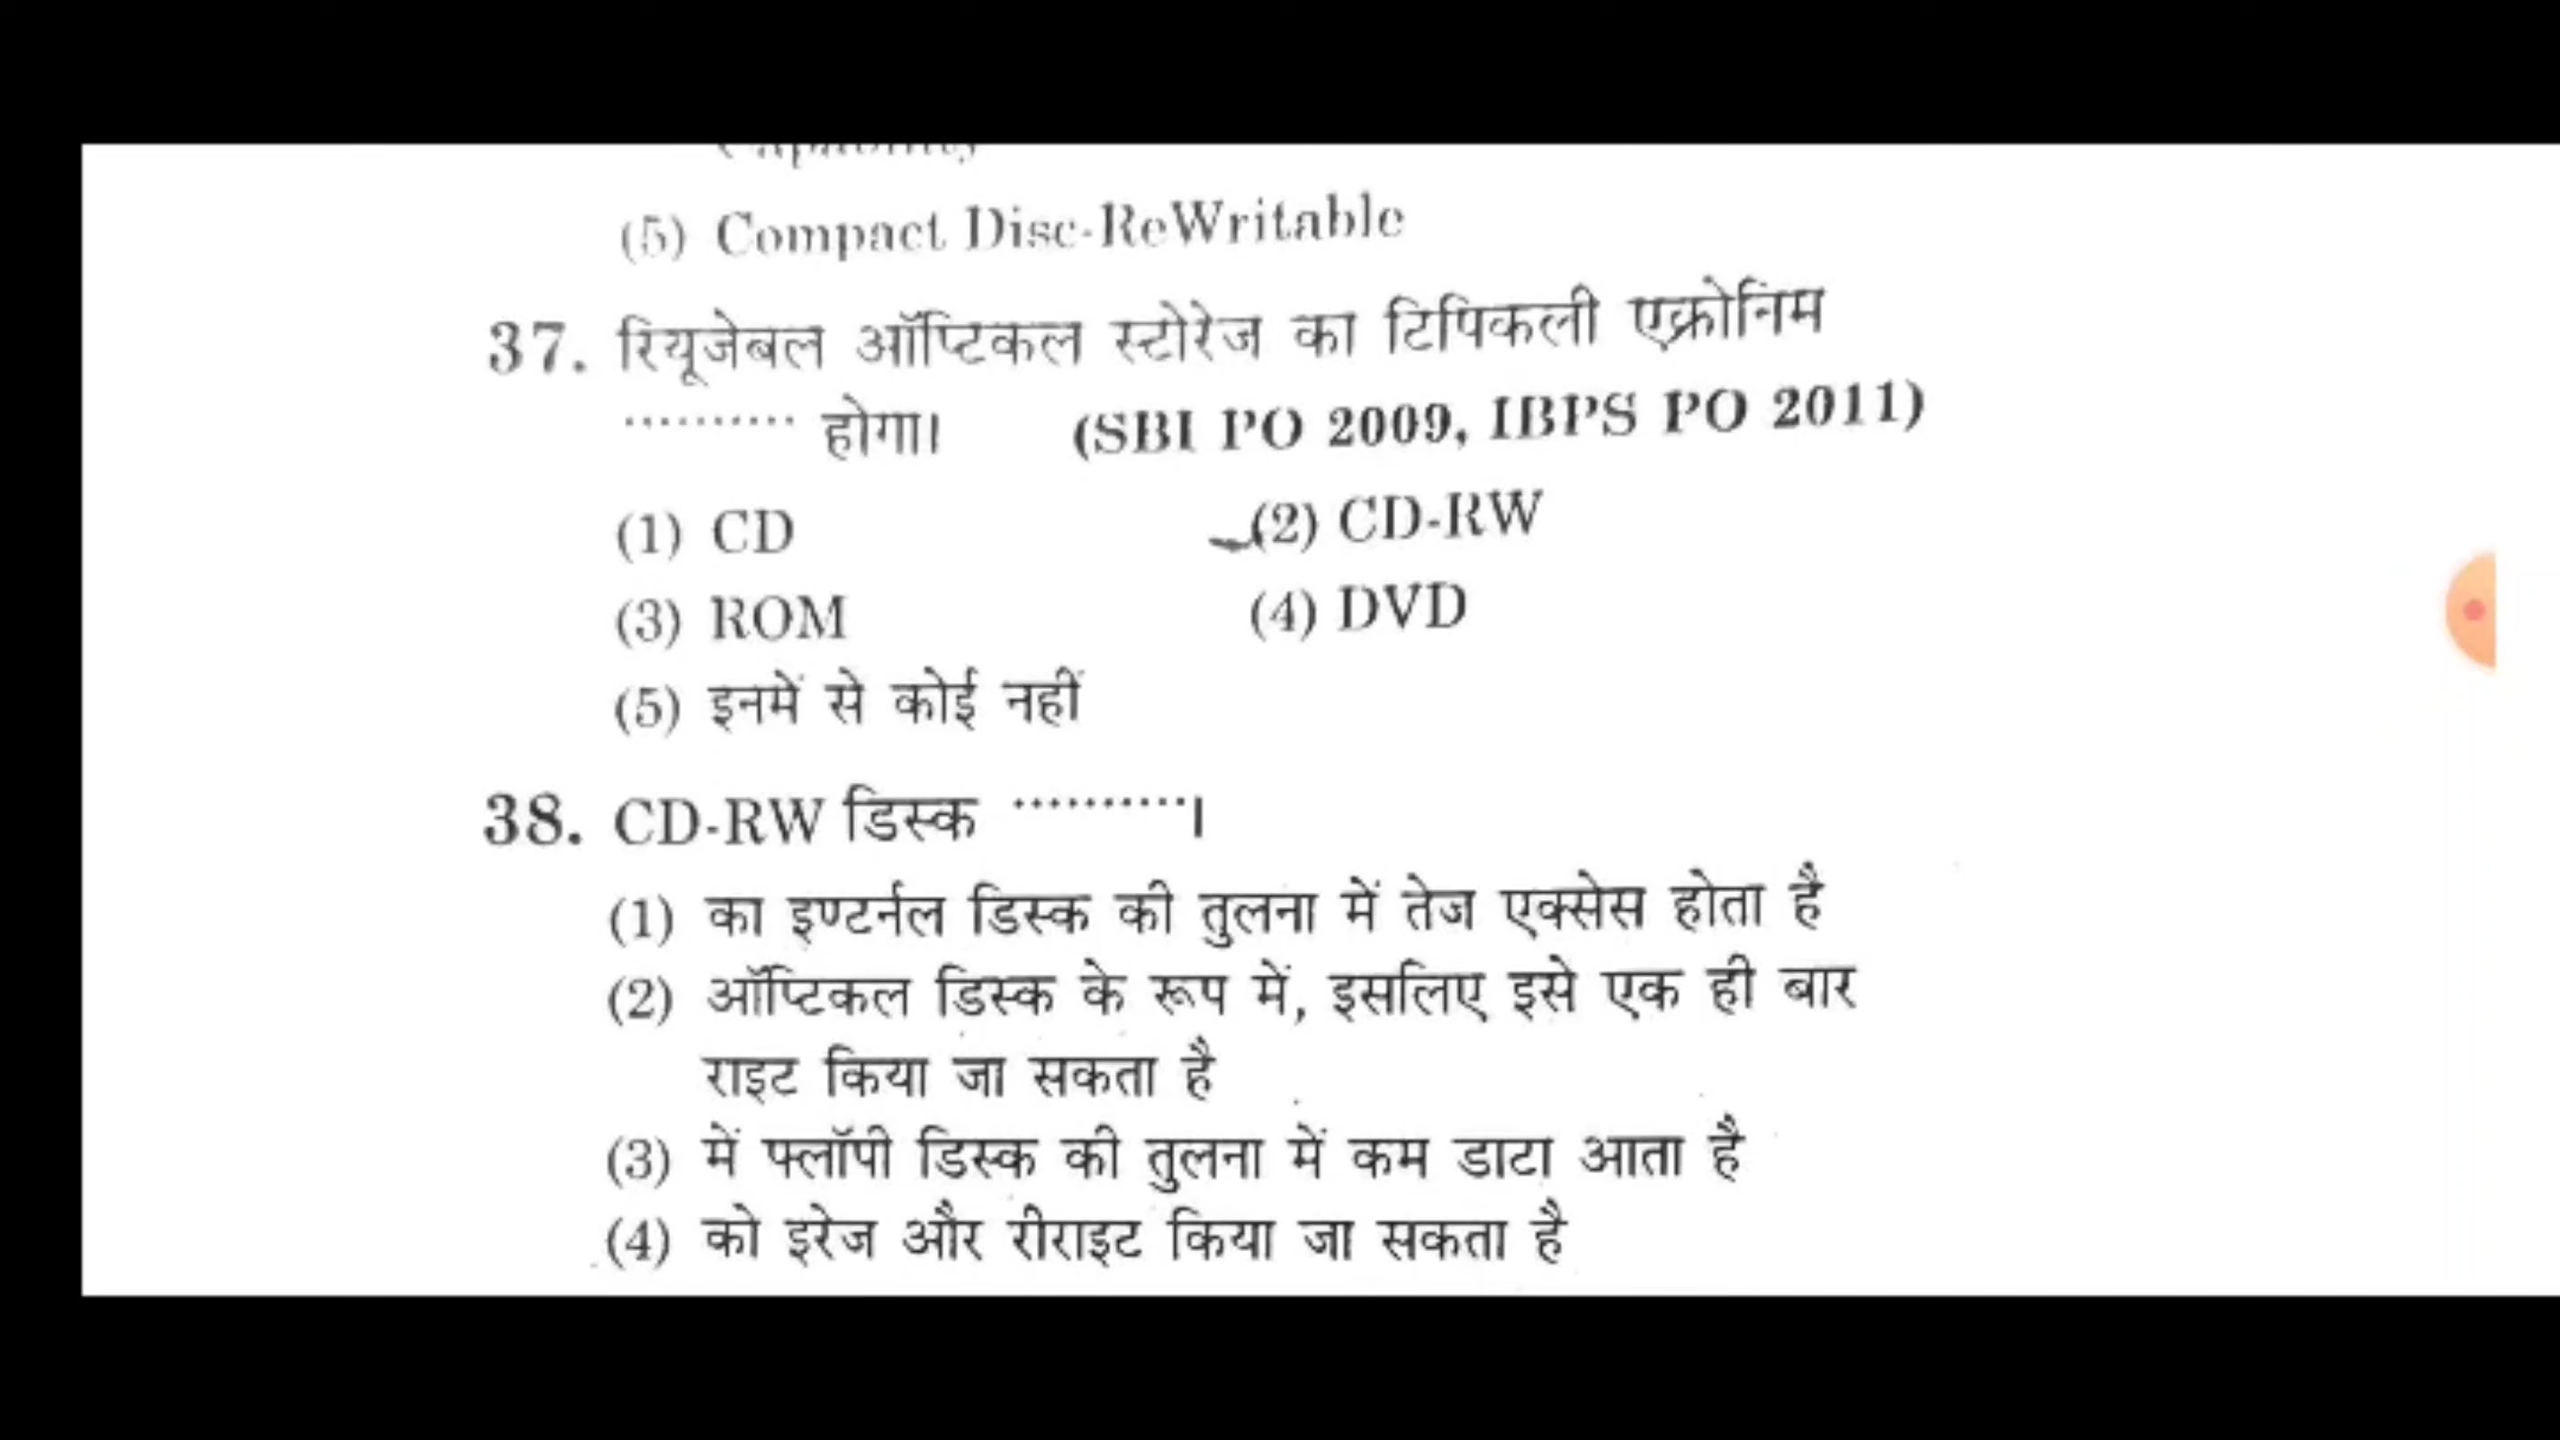 (5) Compact Disc-ReWritable
37. रियूजेबल ऑप्टिकल स्टोरेज का टिपिकली एक्रोनिम
.......... होगा। (SBI PO 2009, IBPS PO 2011)
(1) CD (2) CD-RW
(3) ROM (4) DVD
(5) इनमें से कोई नहीं
38. CD-RW डिस्क ..........।
(1) का इण्टर्नल डिस्क की तुलना में तेज एक्सेस होता है
(2) ऑप्टिकल डिस्क के रूप में, इसलिए इसे एक ही बार
राइट किया जा सकता है
(3) में फ्लॉपी डिस्क की तुलना में कम डाटा आता है
(4) को इरेज और रीराइट किया जा सकता है